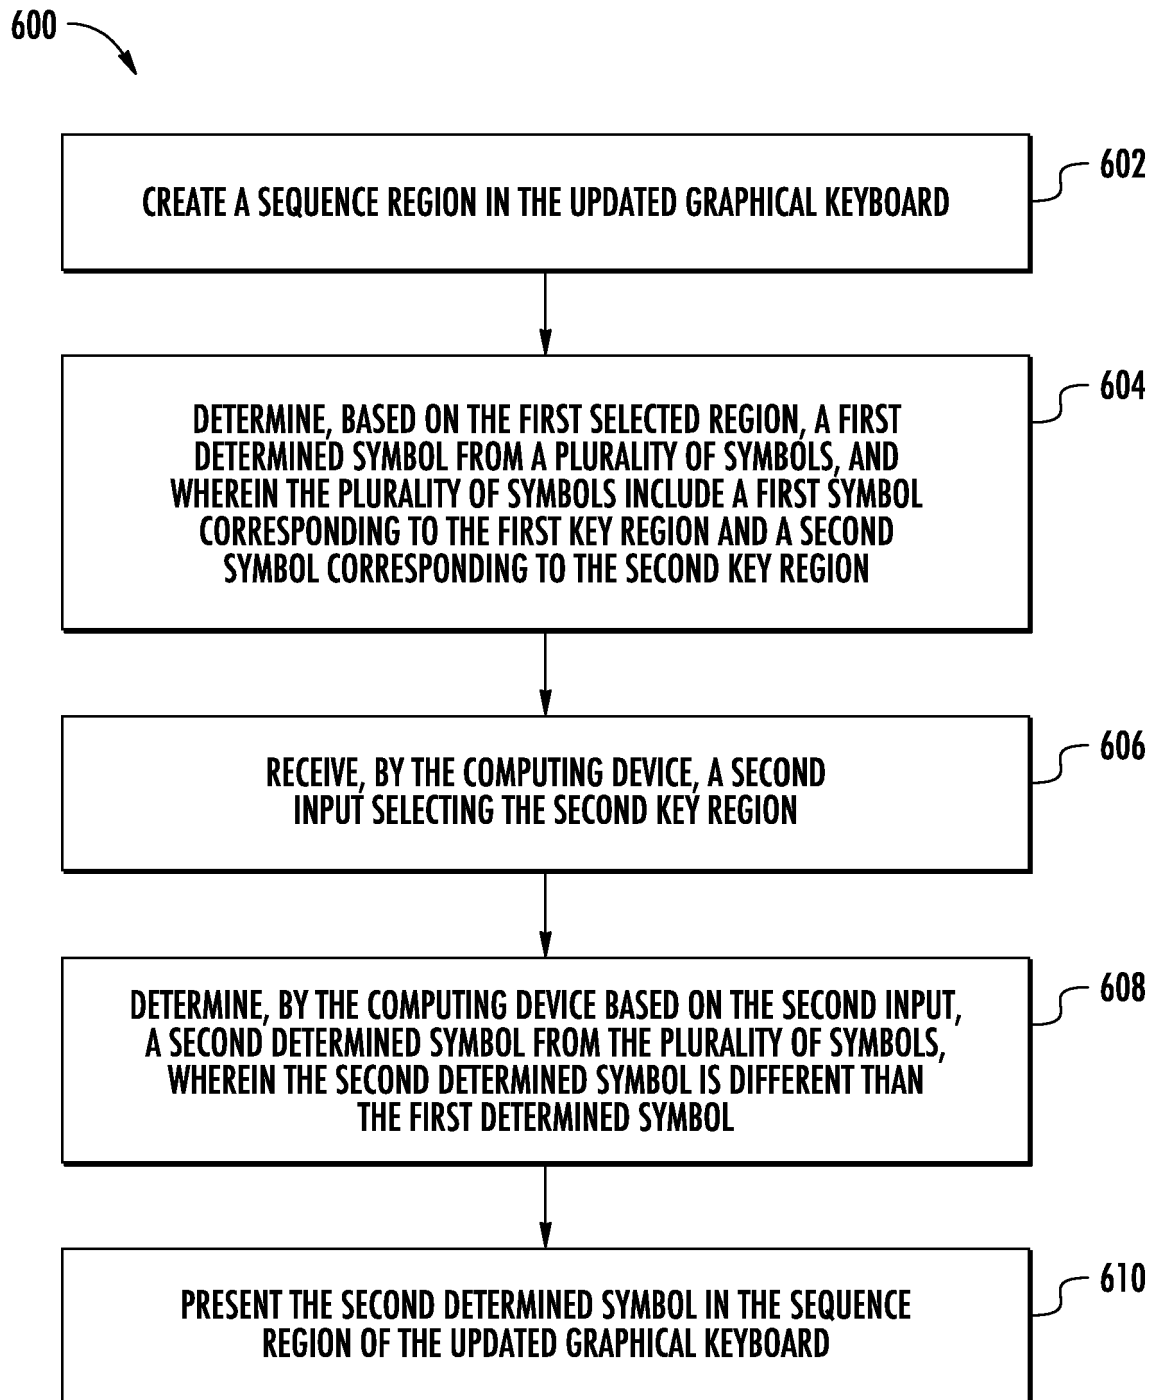 600
602
CREATE A SEQUENCE REGION IN THE UPDATED GRAPHICAL KEYBOARD
604
DETERMINE, BASED ON THE FIRST SELECTED REGION, A FIRST
DETERMINED SYMBOL FROM A PLURALITY OF SYMBOLS, AND
WHEREIN THE PLURALITY OF SYMBOLS INCLUDE A FIRST SYMBOL
CORRESPONDING TO THE FIRST KEY REGION AND A SECOND
SYMBOL CORRESPONDING TO THE SECOND KEY REGION
606
RECEIVE, BY THE COMPUTING DEVICE, A SECOND
INPUT SELECTING THE SECOND KEY REGION
608
DETERMINE, BY THE COMPUTING DEVICE BASED ON THE SECOND INPUT,
A SECOND DETERMINED SYMBOL FROM THE PLURALITY OF SYMBOLS,
WHEREIN THE SECOND DETERMINED SYMBOL IS DIFFERENT THAN
THE FIRST DETERMINED SYMBOL
610
PRESENT THE SECOND DETERMINED SYMBOL IN THE SEQUENCE
REGION OF THE UPDATED GRAPHICAL KEYBOARD